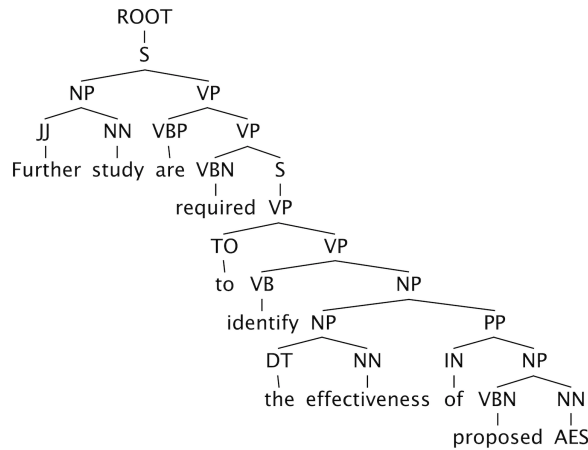 ROOT
S
NP VP
JJ NN VBP VP
Further study are VBN S
required VP
TO VP
to VB NP
identify NP PP
DT NN IN NP
the effectiveness of VBN NN
proposed AES